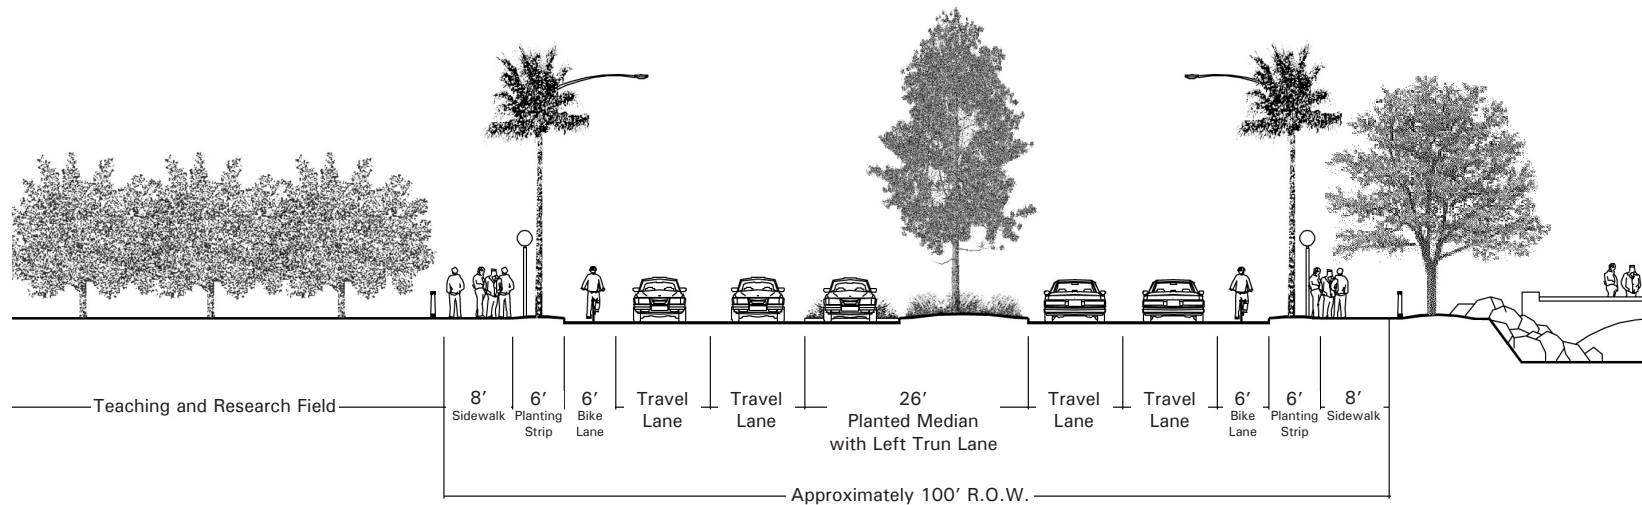 Teaching and Research Field
8′
Sidewalk
6′
Planting
Strip
6′
Bike
Lane
Travel
Lane
Travel
Lane
26′
Planted Median
with Left Trun Lane
Travel
Lane
Travel
Lane
6′
Bike
Lane
6′
Planting
Strip
8′
Sidewalk
Approximately 100′ R.O.W.